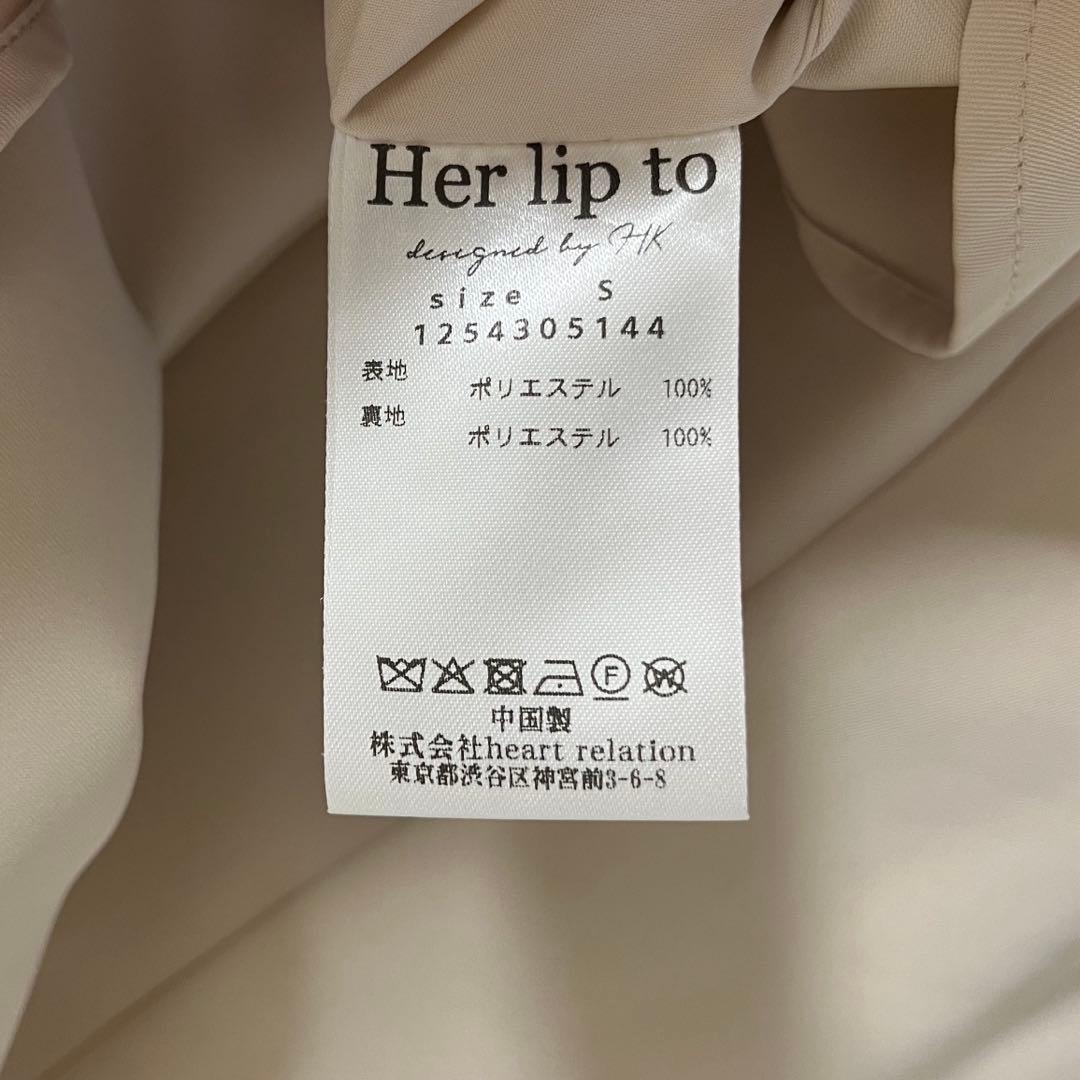 Her lip to
designed by HK
size S
1254305144
表地 ポリエステル 100%
裏地 ポリエステル 100%
F W
中国製
株式会社heart relation
東京都渋谷区神宮前3-6-8